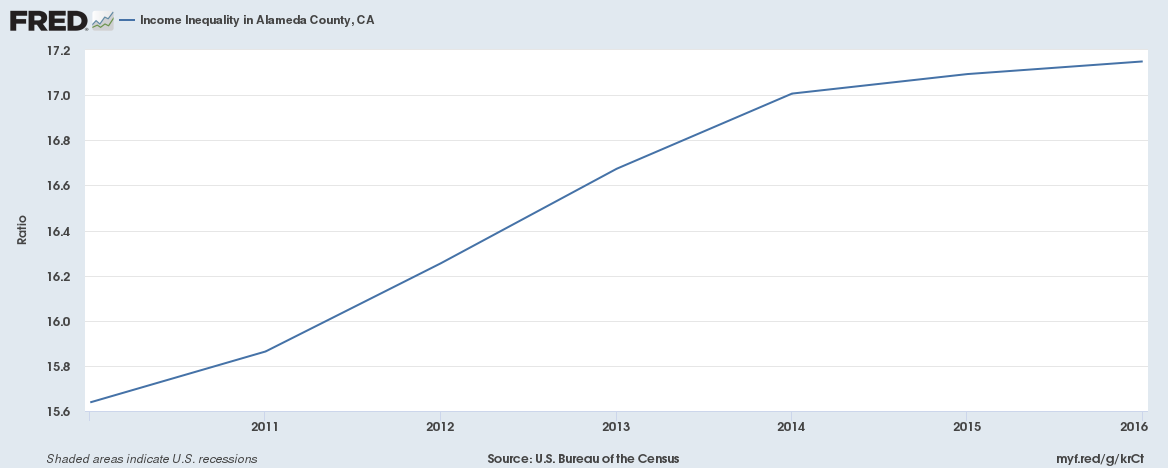 FRED
Income Inequality in Alameda County, CA
17.2
17.0
16.8
16.6
16.4
16.2
16.0
15.8
15.6
Ratio
2011 2012 2013 2014 2015 2016
Shaded areas indicate U.S. recessions
Source: U.S. Bureau of the Census
myf.red/g/krCt